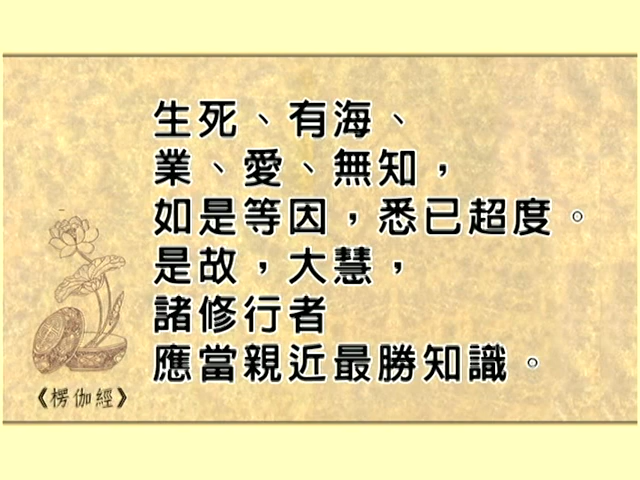 生死、有海、
業、愛、無知，
如是等因，悉已超度。
是故，大慧，
諸修行者
應當親近最勝知識。
《楞伽經》